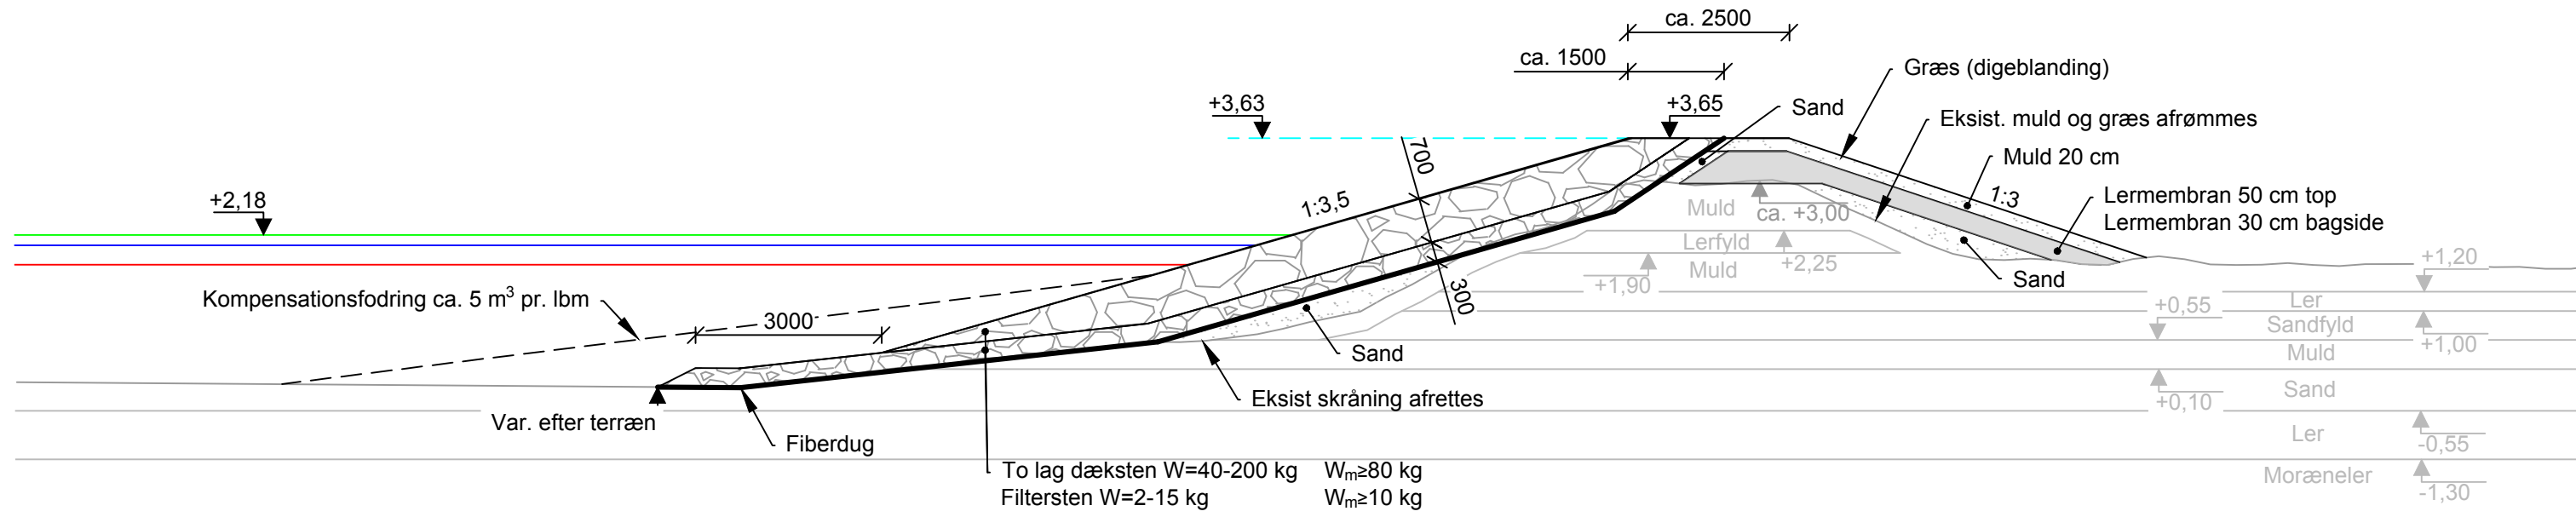 ca. 2500
ca. 1500
Græs (digeblanding)
+3,63
+3,65
Sand
Eksist. muld og græs afrømmes
700
Muld 20 cm
+2,18
1:3,5
1:3
Lermembran 50 cm top
Lermembran 30 cm bagside
Muld
ca. +3,00
Lerfyld
+2,25
Muld
+1,90
Sand
+1,20
Kompensationsfodring ca. 5 m³ pr. lbm
3000
300
+0,55
Ler
Sandfyld
+1,00
Sand
Muld
Eksist skråning afrettes
Sand
+0,10
Var. efter terræn
Fiberdug
Ler
-0,55
To lag dæksten W=40-200 kg Wm≥80 kg
Filtersten W=2-15 kg Wm≥10 kg
Moræneler
-1,30